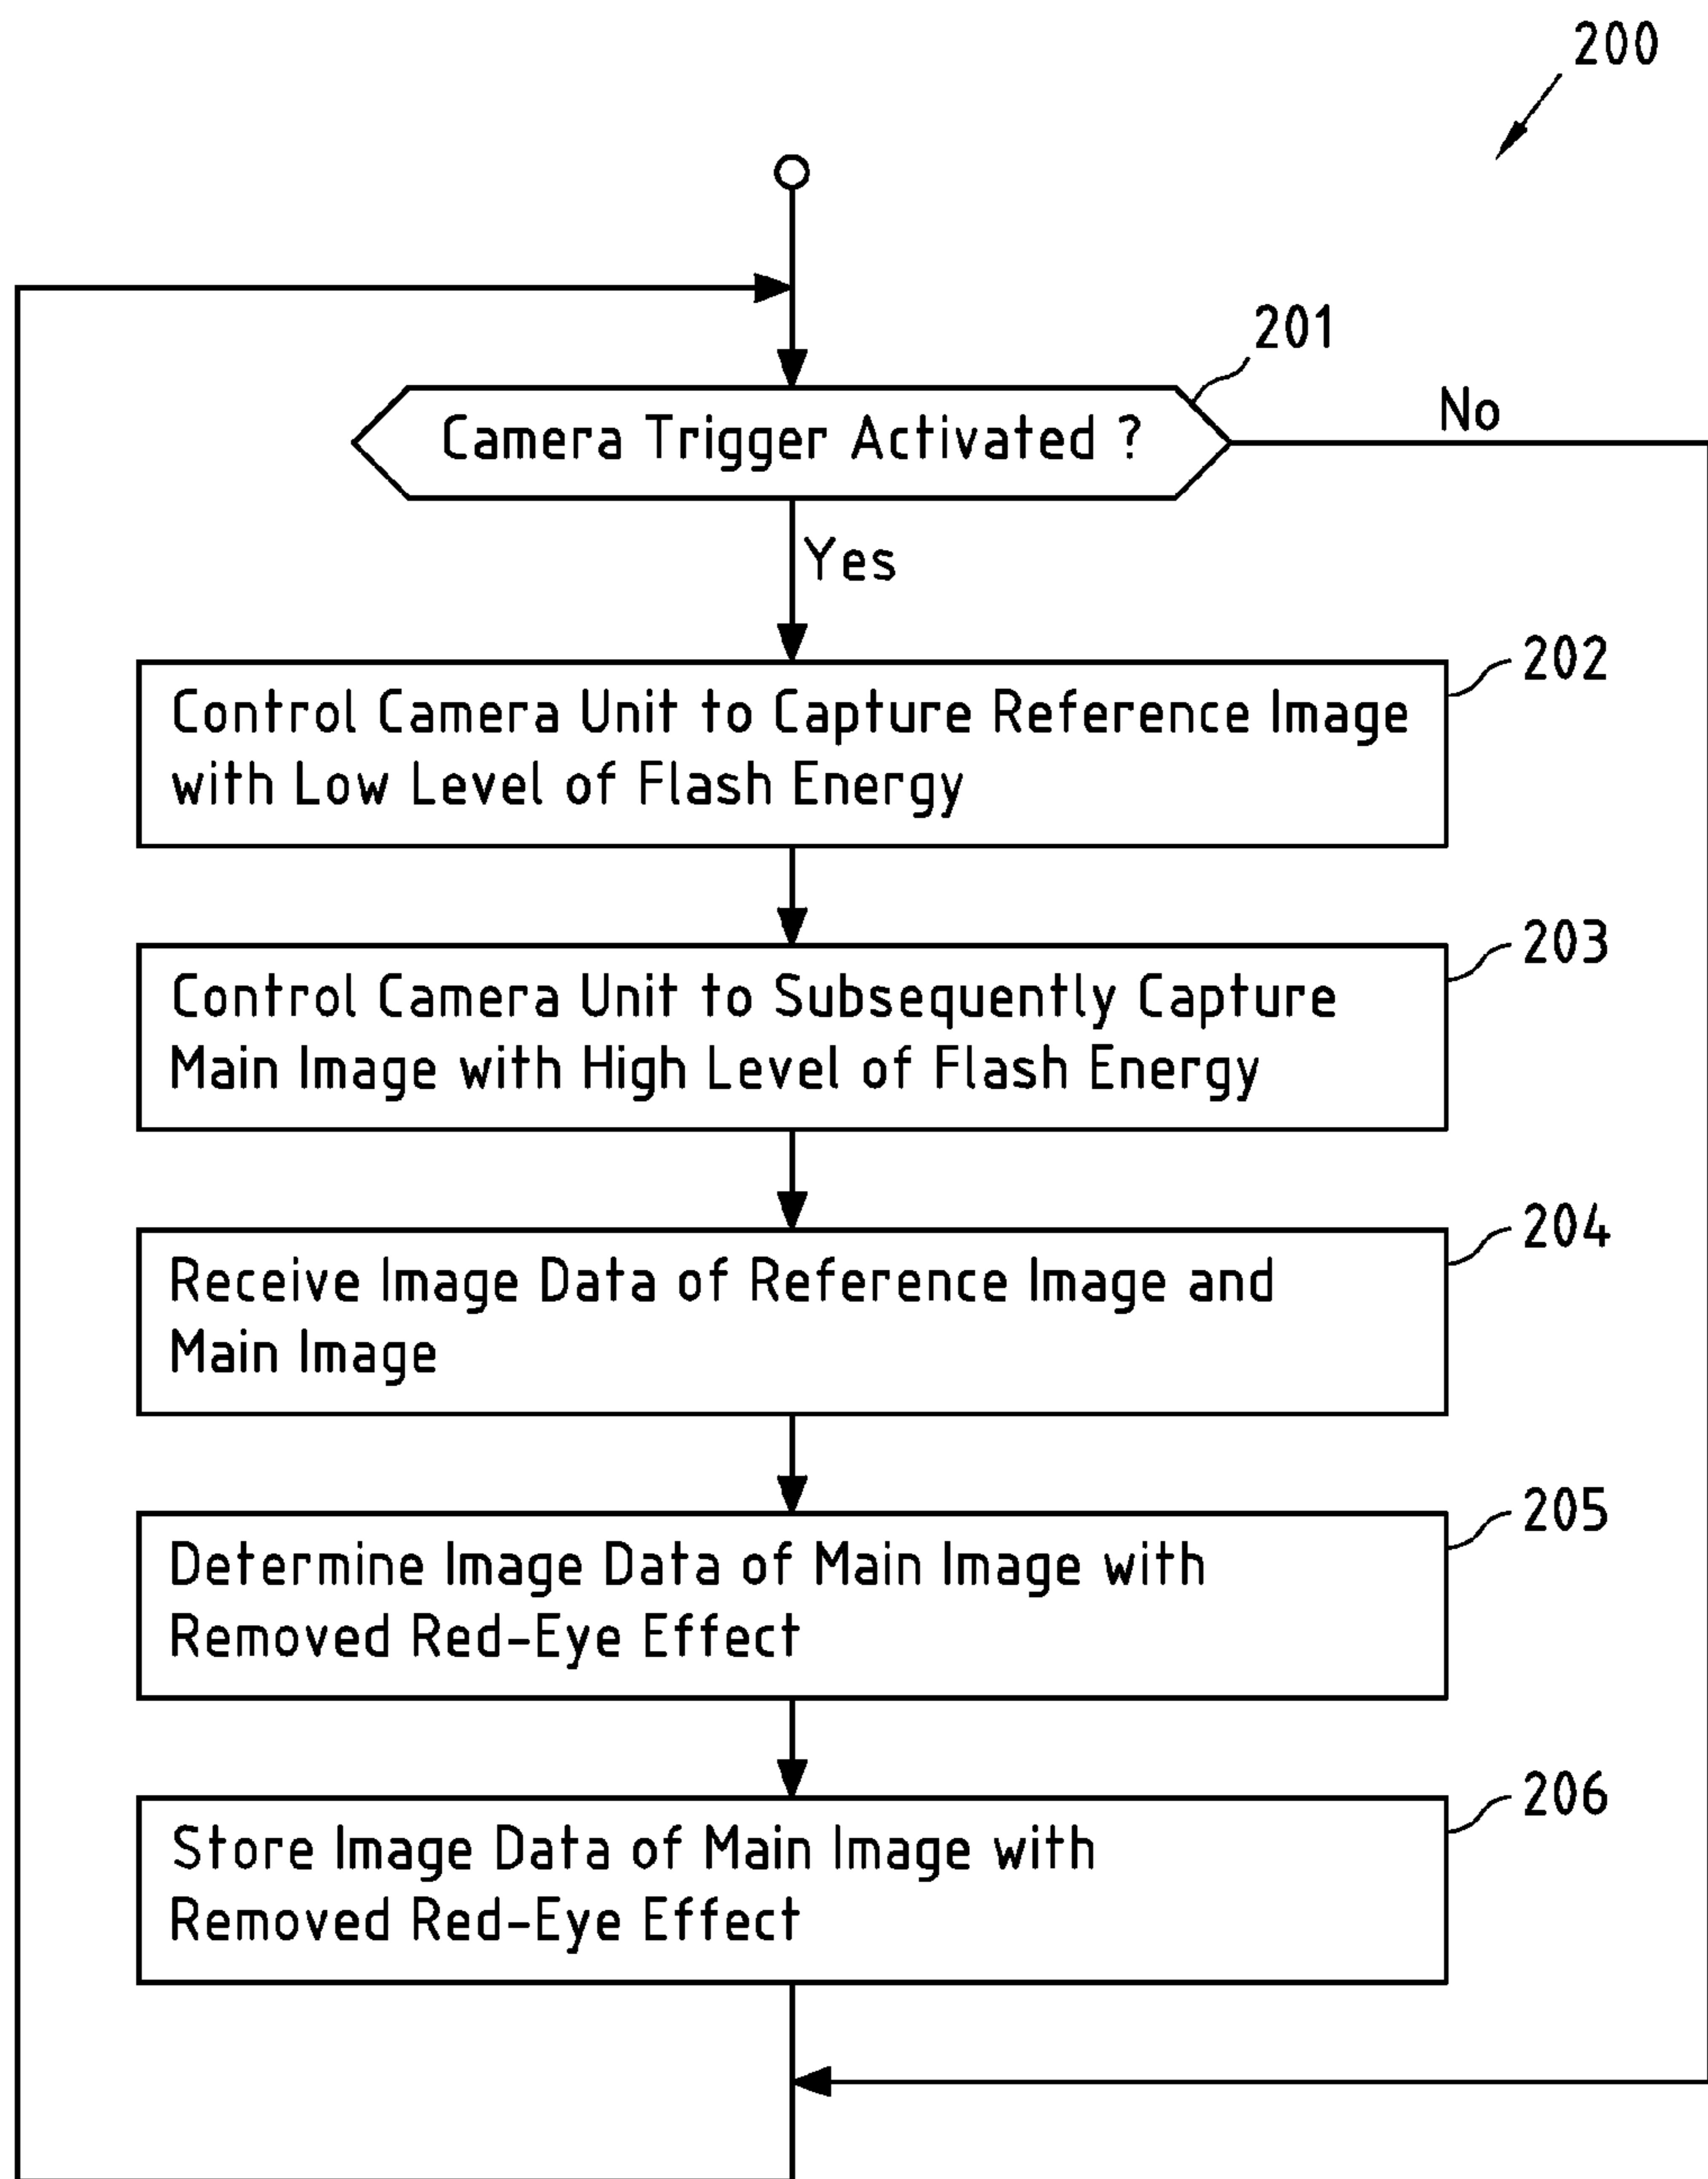 200
201
Camera Trigger Activated ?
No
Yes
202
Control Camera Unit to Capture Reference Image
with Low Level of Flash Energy
203
Control Camera Unit to Subsequently Capture
Main Image with High Level of Flash Energy
204
Receive Image Data of Reference Image and
Main Image
205
Determine Image Data of Main Image with
Removed Red-Eye Effect
206
Store Image Data of Main Image with
Removed Red-Eye Effect